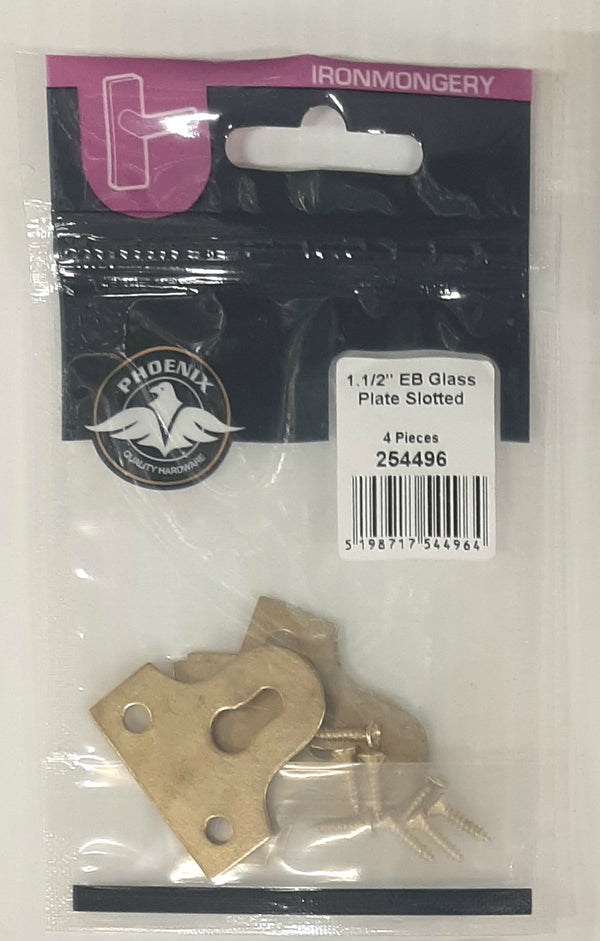 IRONMONGERY
PHOENIX
QUALITY HARDWARE
1.1/2" EB Glass
Plate Slotted
4 Pieces
254496
5 198717 544964